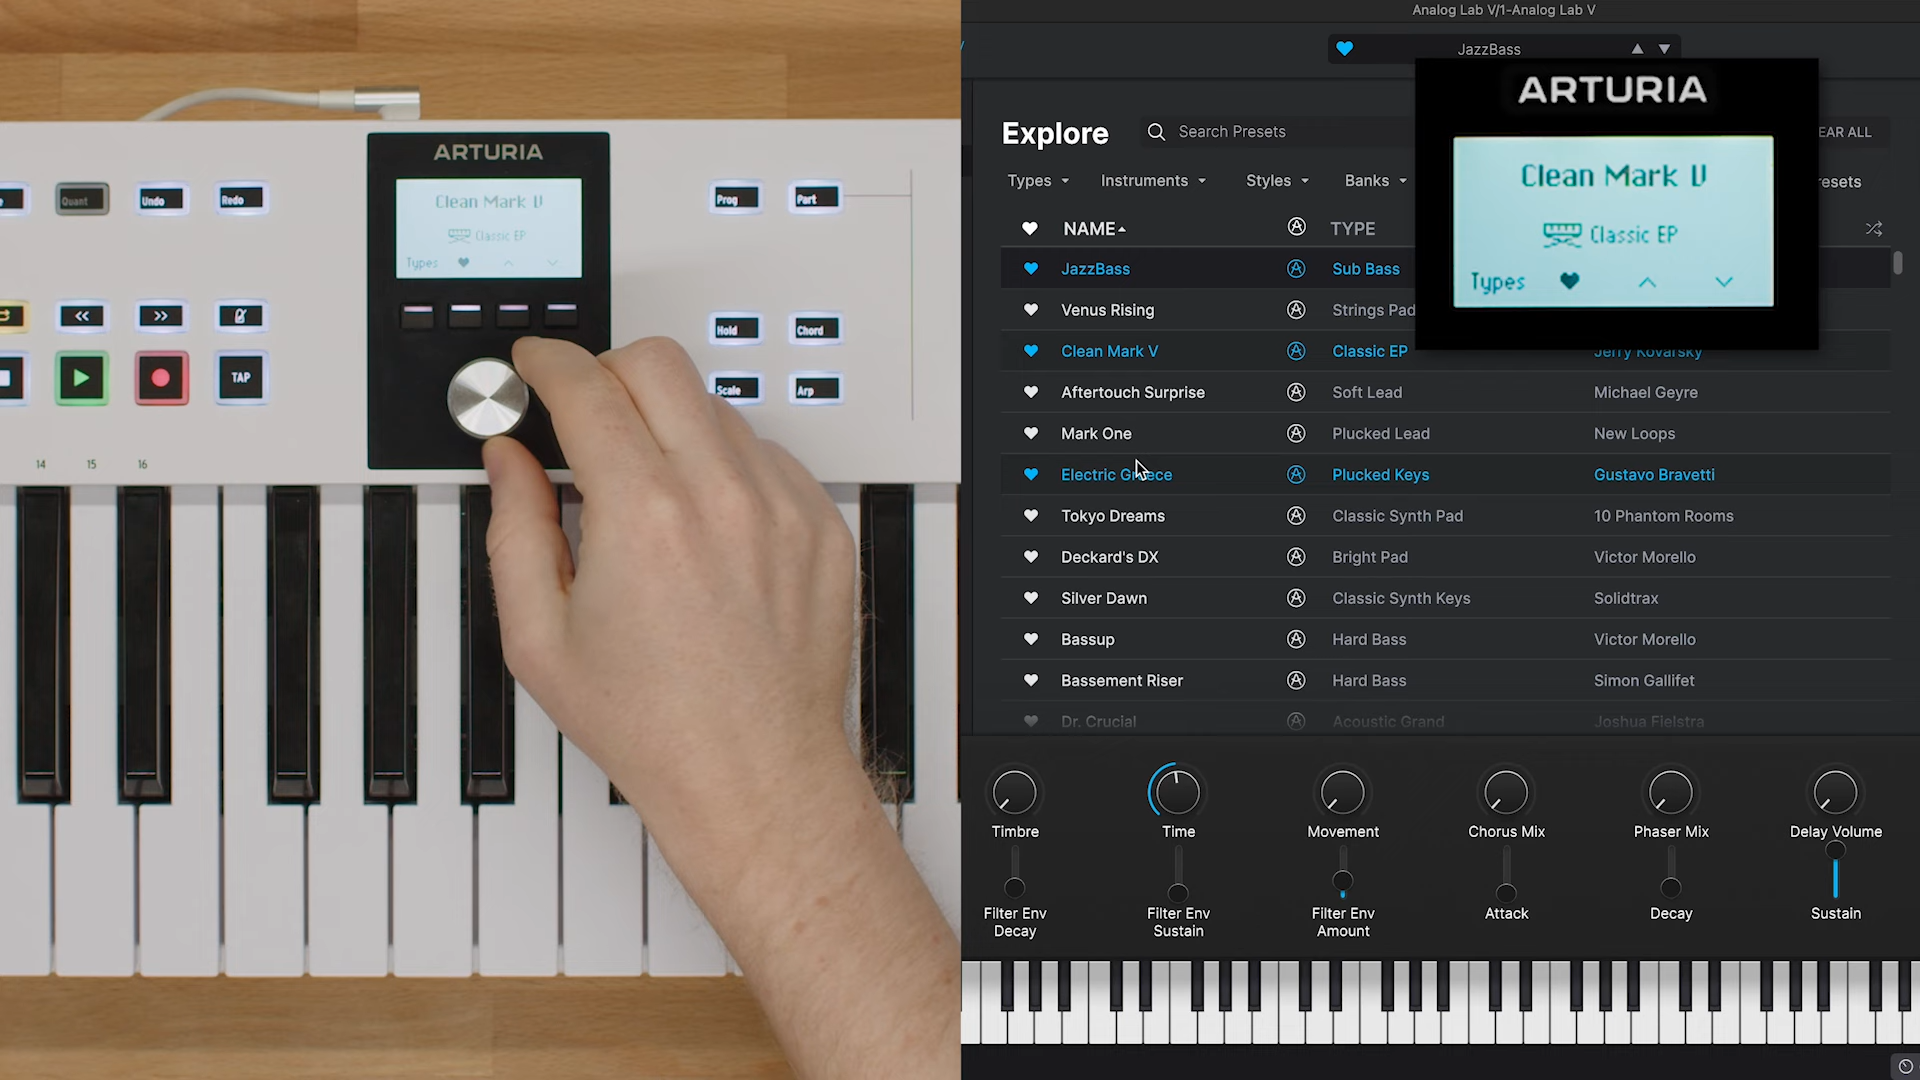 ARTURIA
Clean Mark V
Classic EP
Types
Quant
Undo
Redo
Prog
Part
Hold
Chord
Scale
Arp
TAP
14 15 16
Analog Lab V/1-Analog Lab V
JazzBass
ARTURIA
Clean Mark V
Classic EP
Types
Explore
Search Presets
EAR ALL
Types
Instruments
Styles
Banks
resets
NAME TYPE
JazzBass Sub Bass
Venus Rising Strings Pad
Clean Mark V Classic EP Jerry Kovarsky
Aftertouch Surprise Soft Lead Michael Geyre
Mark One Plucked Lead New Loops
Electric Greece Plucked Keys Gustavo Bravetti
Tokyo Dreams Classic Synth Pad 10 Phantom Rooms
Deckard's DX Bright Pad Victor Morello
Silver Dawn Classic Synth Keys Solidtrax
Bassup Hard Bass Victor Morello
Bassement Riser Hard Bass Simon Gallifet
Dr. Crucial Acoustic Grand Joshua Fielstra
Timbre Time Movement Chorus Mix Phaser Mix Delay Volume
Filter Env Decay
Filter Env Sustain
Filter Env Amount
Attack
Decay
Sustain